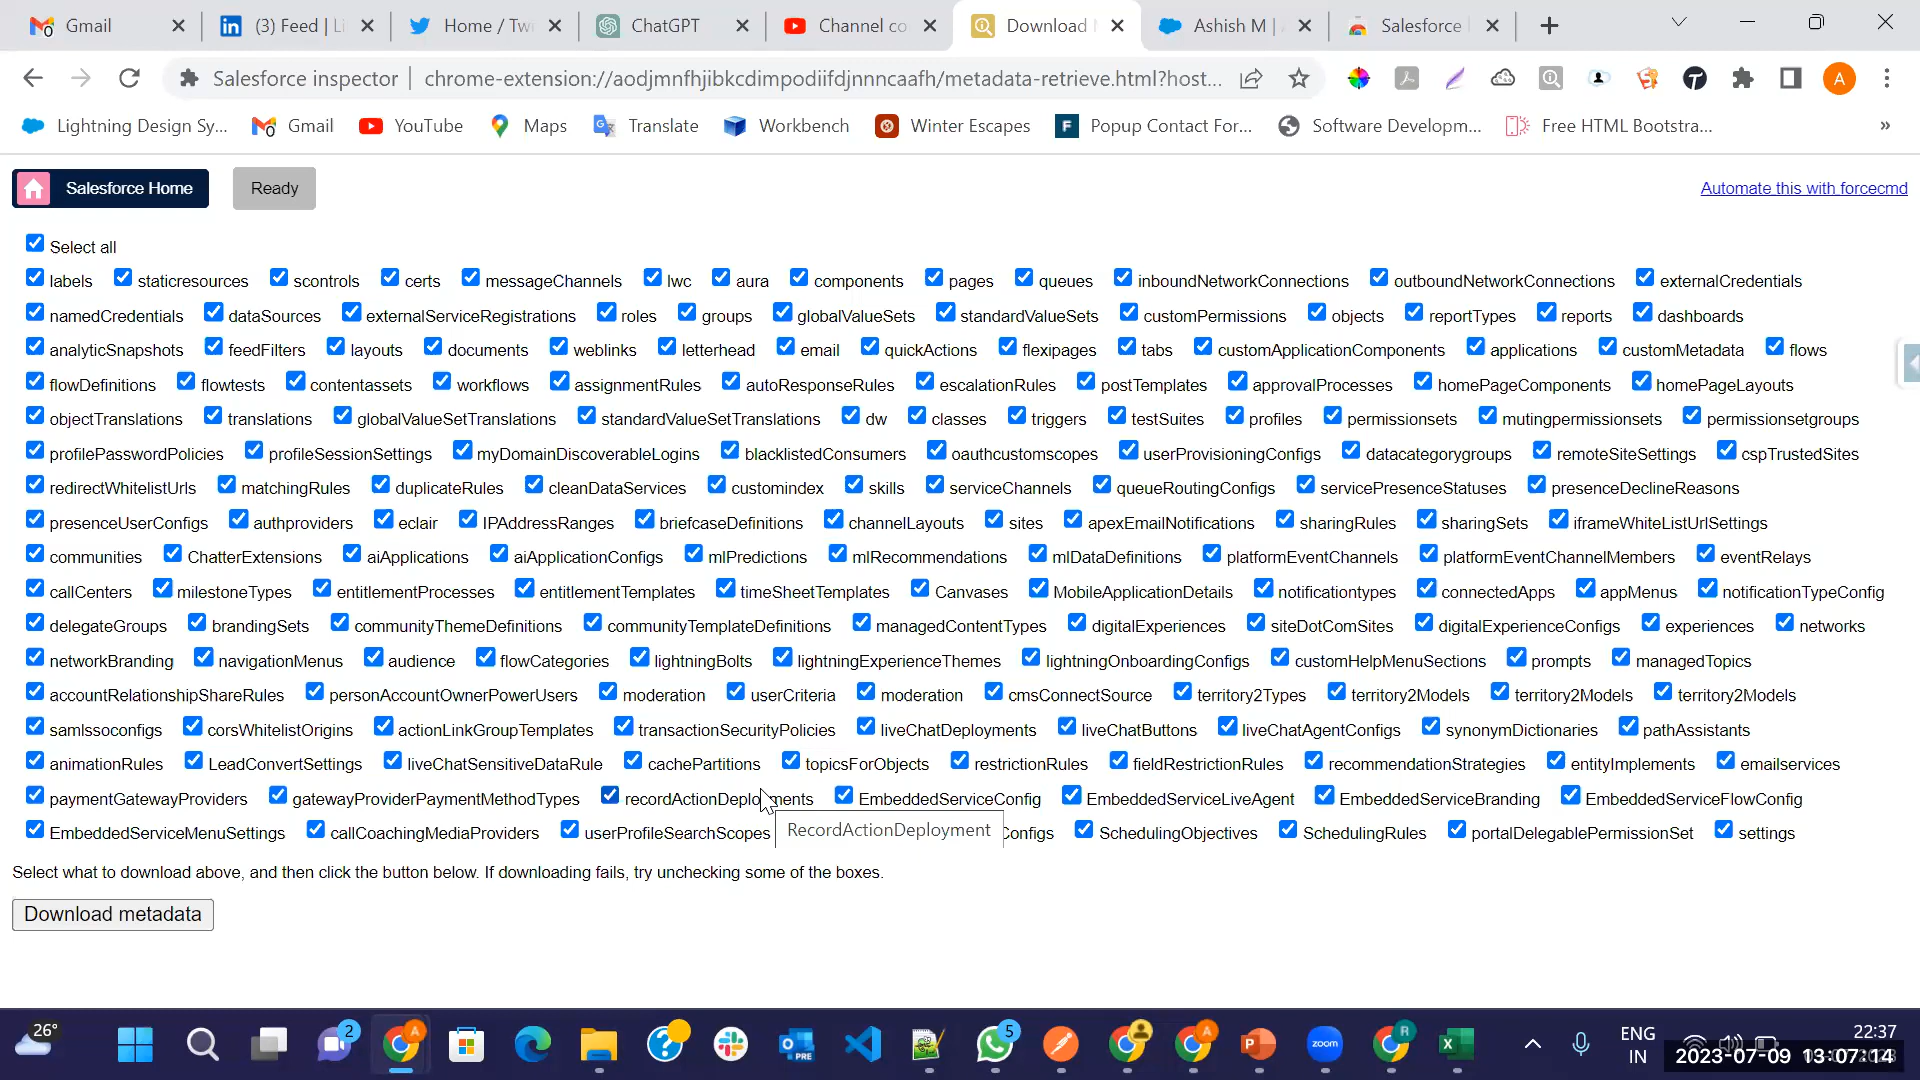 Gmail (3) Feed | Li Home / Twi ChatGPT Channel co Download Ashish M | Salesforce
Salesforce inspector | chrome-extension://aodjmnfhjibkcdimpodiifdjnnncaafh/metadata-retrieve.html?host... A
Lightning Design Sy... Gmail YouTube Maps Translate Workbench Winter Escapes Popup Contact For... Software Developm... Free HTML Bootstra... »
Salesforce Home Ready Automate this with forcecmd
Select all
labels staticresources scontrols certs messageChannels lwc aura components pages queues inboundNetworkConnections outboundNetworkConnections externalCredentials
namedCredentials dataSources externalServiceRegistrations roles groups globalValueSets standardValueSets customPermissions objects reportTypes reports dashboards
analyticSnapshots feedFilters layouts documents weblinks letterhead email quickActions flexipages tabs customApplicationComponents applications customMetadata flows
flowDefinitions flowtests contentassets workflows assignmentRules autoResponseRules escalationRules postTemplates approvalProcesses homePageComponents homePageLayouts
objectTranslations translations globalValueSetTranslations standardValueSetTranslations dw classes triggers testSuites profiles permissionsets mutingpermissionsets permissionsetgroups
profilePasswordPolicies profileSessionSettings myDomainDiscoverableLogins blacklistedConsumers oauthcustomscopes userProvisioningConfigs datacategorygroups remoteSiteSettings cspTrustedSites
redirectWhitelistUrls matchingRules duplicateRules cleanDataServices customindex skills serviceChannels queueRoutingConfigs servicePresenceStatuses presenceDeclineReasons
presenceUserConfigs authproviders eclair IPAddressRanges briefcaseDefinitions channelLayouts sites apexEmailNotifications sharingRules sharingSets iframeWhiteListUrlSettings
communities ChatterExtensions aiApplications aiApplicationConfigs mlPredictions mlRecommendations mlDataDefinitions platformEventChannels platformEventChannelMembers eventRelays
callCenters milestoneTypes entitlementProcesses entitlementTemplates timeSheetTemplates Canvases MobileApplicationDetails notificationtypes connectedApps appMenus notificationTypeConfig
delegateGroups brandingSets communityThemeDefinitions communityTemplateDefinitions managedContentTypes digitalExperiences siteDotComSites digitalExperienceConfigs experiences networks
networkBranding navigationMenus audience flowCategories lightningBolts lightningExperienceThemes lightningOnboardingConfigs customHelpMenuSections prompts managedTopics
accountRelationshipShareRules personAccountOwnerPowerUsers moderation userCriteria moderation cmsConnectSource territory2Types territory2Models territory2Models territory2Models
samlssoconfigs corsWhitelistOrigins actionLinkGroupTemplates transactionSecurityPolicies liveChatDeployments liveChatButtons liveChatAgentConfigs synonymDictionaries pathAssistants
animationRules LeadConvertSettings liveChatSensitiveDataRule cachePartitions topicsForObjects restrictionRules fieldRestrictionRules recommendationStrategies entityImplements emailservices
paymentGatewayProviders gatewayProviderPaymentMethodTypes recordActionDeployments EmbeddedServiceConfig EmbeddedServiceLiveAgent EmbeddedServiceBranding EmbeddedServiceFlowConfig
EmbeddedServiceMenuSettings callCoachingMediaProviders userProfileSearchScopes RecordActionDeployment Configs SchedulingObjectives SchedulingRules portalDelegablePermissionSet settings
Select what to download above, and then click the button below. If downloading fails, try unchecking some of the boxes.
Download metadata
26° 2 A PRE 5 A zoom R ENG 22:37
IN 2023-07-09 13:07:14